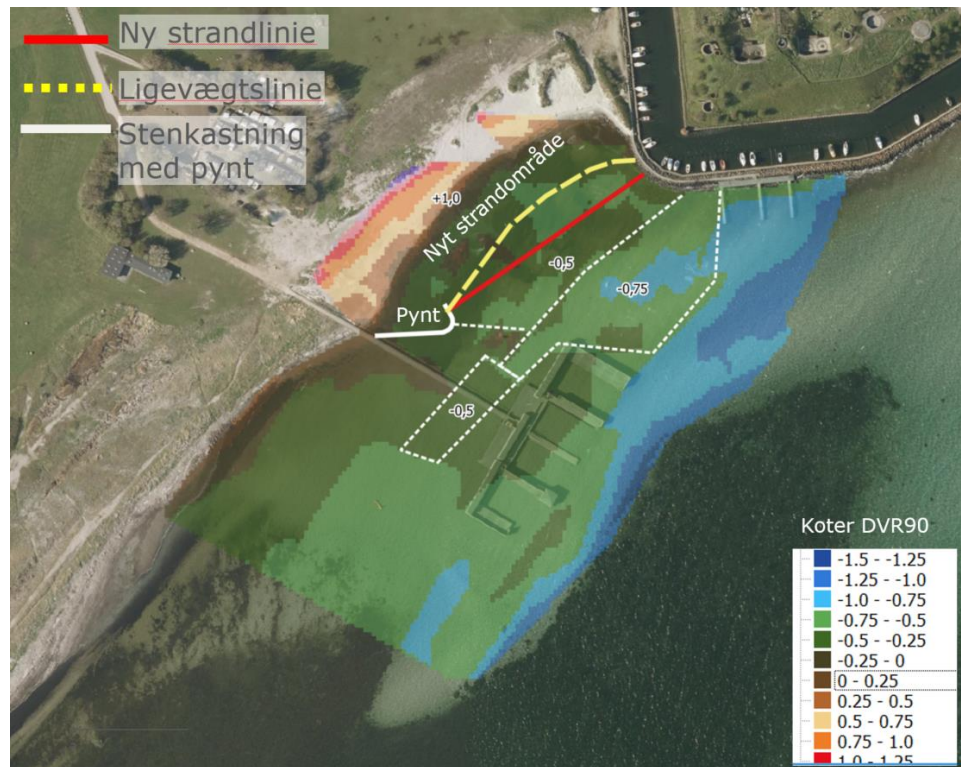 Ny strandlinie
Ligevægtslinie
Stenkastning
med pynt
+1,0
Nyt strandområde
-0,5
-0,75
Pynt
-0,5
Koter DVR90
-1.5 - -1.25
-1.25 - -1.0
-1.0 - -0.75
-0.75 - -0.5
-0.5 - -0.25
-0.25 - 0
0 - 0.25
0.25 - 0.5
0.5 - 0.75
0.75 - 1.0
1.0 - 1.25